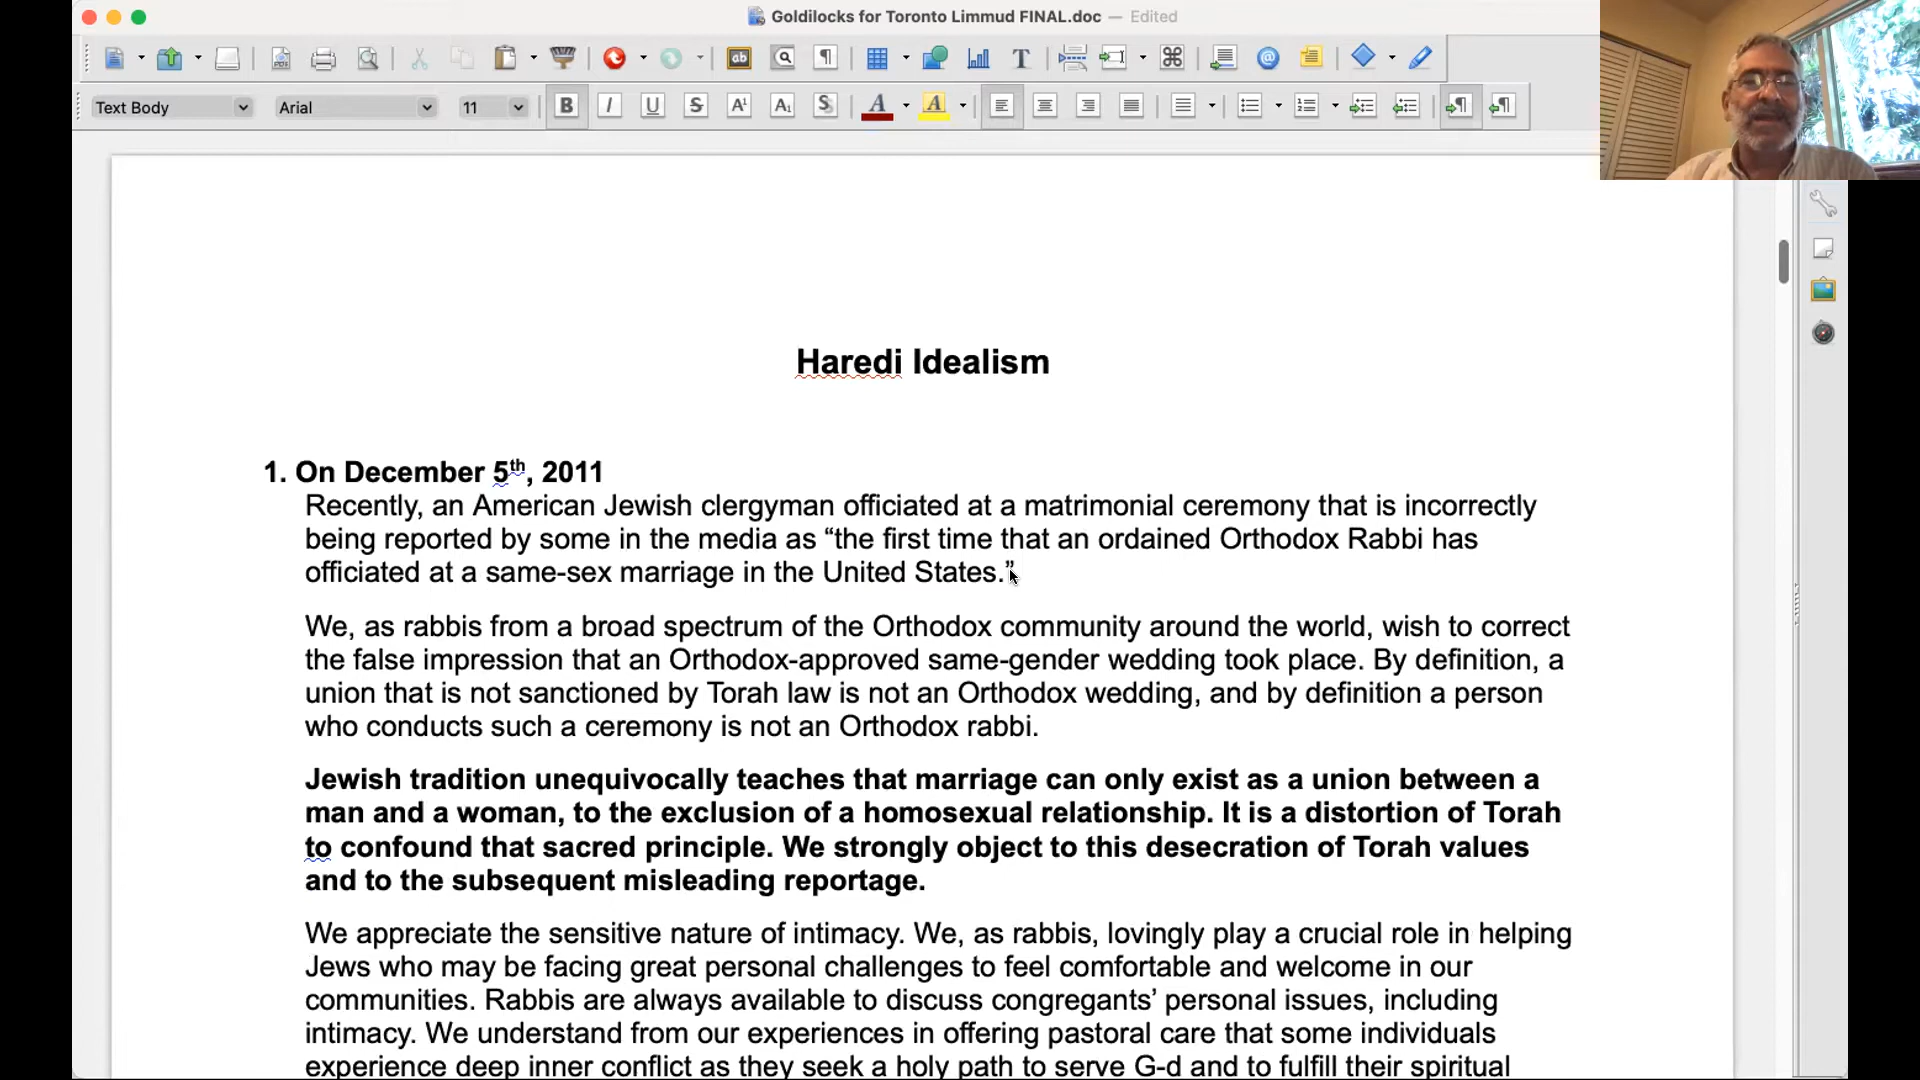 Goldilocks for Toronto Limmud FINAL.doc — Edited
Text Body
Arial
11
Haredi Idealism
1. On December 5th, 2011
Recently, an American Jewish clergyman officiated at a matrimonial ceremony that is incorrectly
being reported by some in the media as “the first time that an ordained Orthodox Rabbi has
officiated at a same-sex marriage in the United States.”
We, as rabbis from a broad spectrum of the Orthodox community around the world, wish to correct
the false impression that an Orthodox-approved same-gender wedding took place. By definition, a
union that is not sanctioned by Torah law is not an Orthodox wedding, and by definition a person
who conducts such a ceremony is not an Orthodox rabbi.
Jewish tradition unequivocally teaches that marriage can only exist as a union between a
man and a woman, to the exclusion of a homosexual relationship. It is a distortion of Torah
to confound that sacred principle. We strongly object to this desecration of Torah values
and to the subsequent misleading reportage.
We appreciate the sensitive nature of intimacy. We, as rabbis, lovingly play a crucial role in helping
Jews who may be facing great personal challenges to feel comfortable and welcome in our
communities. Rabbis are always available to discuss congregants’ personal issues, including
intimacy. We understand from our experiences in offering pastoral care that some individuals
experience deep inner conflict as they seek a holy path to serve G-d and to fulfill their spiritual